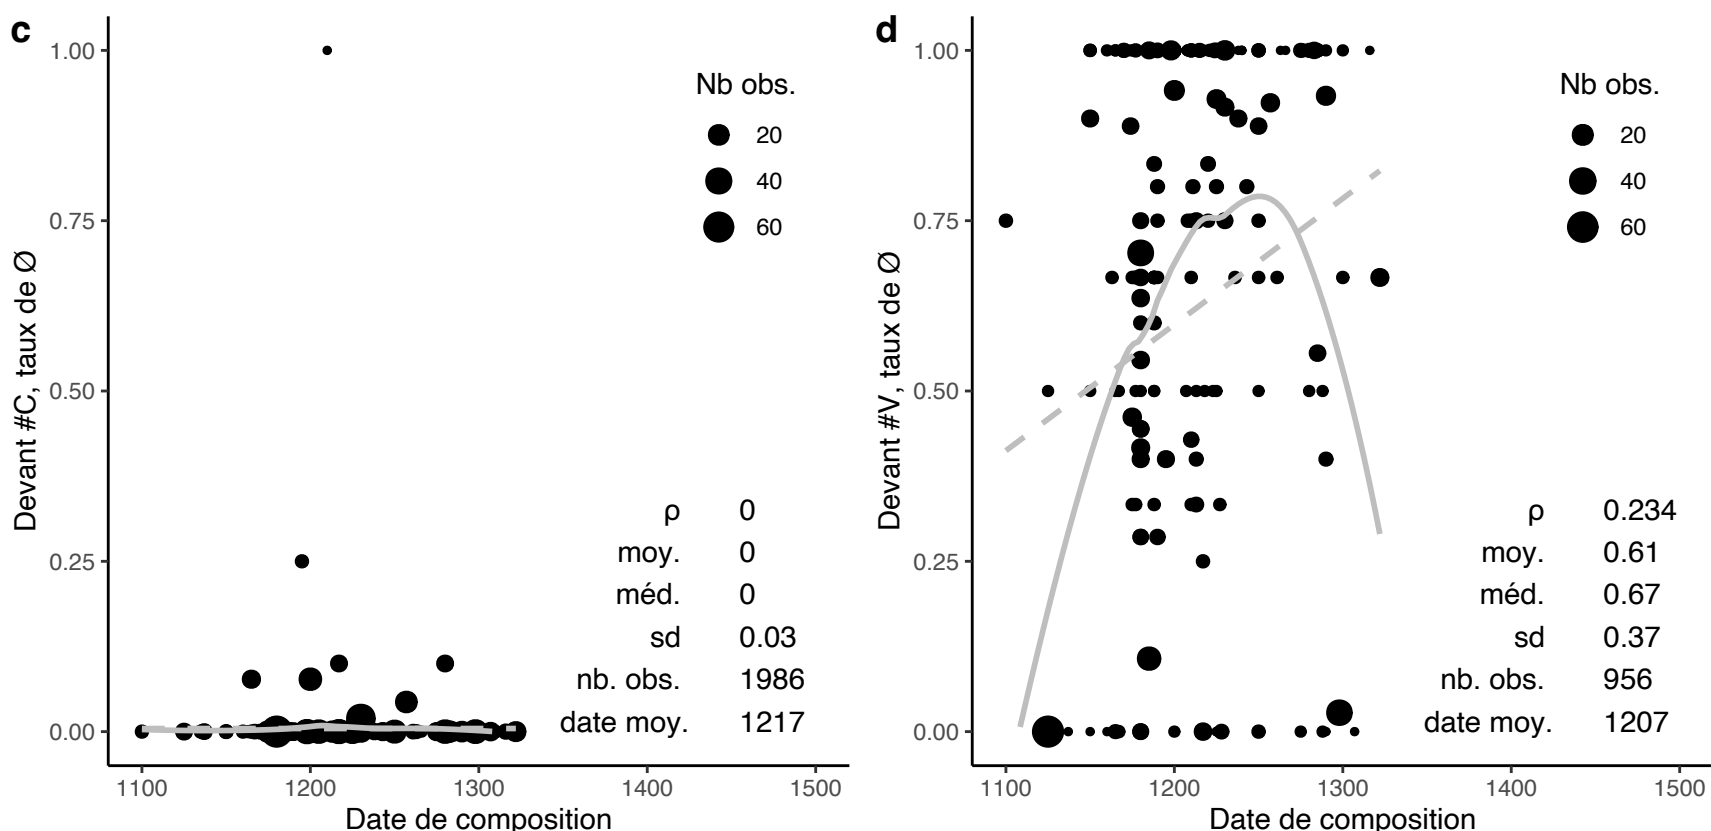 c
1.00
0.75
0.50
0.25
0.00
Devant #C, taux de Ø
Nb obs.
20
40
60
ρ 0
moy. 0
méd. 0
sd 0.03
nb. obs. 1986
date moy. 1217
1100 1200 1300 1400 1500
Date de composition
d
1.00
0.75
0.50
0.25
0.00
Devant #V, taux de Ø
Nb obs.
20
40
60
ρ 0.234
moy. 0.61
méd. 0.67
sd 0.37
nb. obs. 956
date moy. 1207
1100 1200 1300 1400 1500
Date de composition